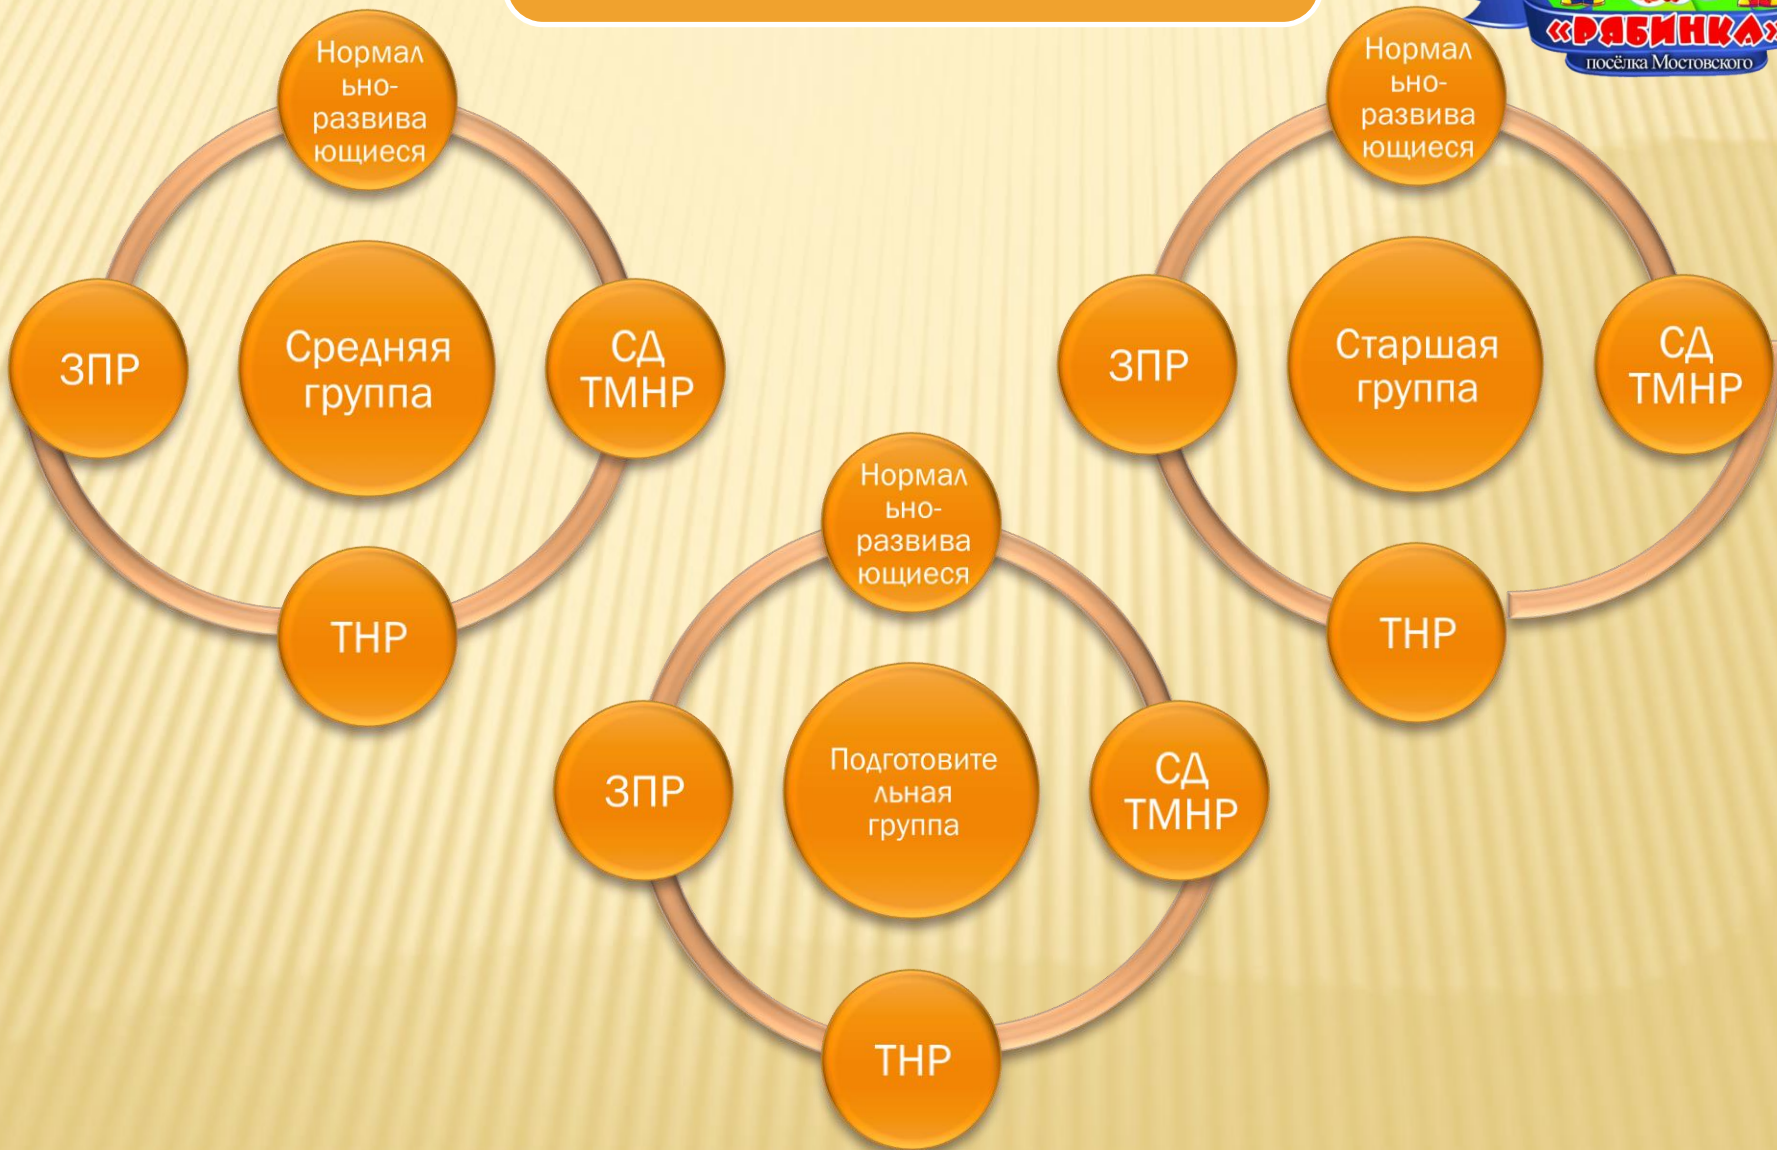 «РЯБИНКА»
посёлка Мостовского
Нормал
ьно-
развива
ющиеся
ЗПР
Средняя
группа
СД
ТМНР
ТНР
Нормал
ьно-
развива
ющиеся
ЗПР
Старшая
группа
СД
ТМНР
ТНР
Нормал
ьно-
развива
ющиеся
ЗПР
Подготовите
льная
группа
СД
ТМНР
ТНР